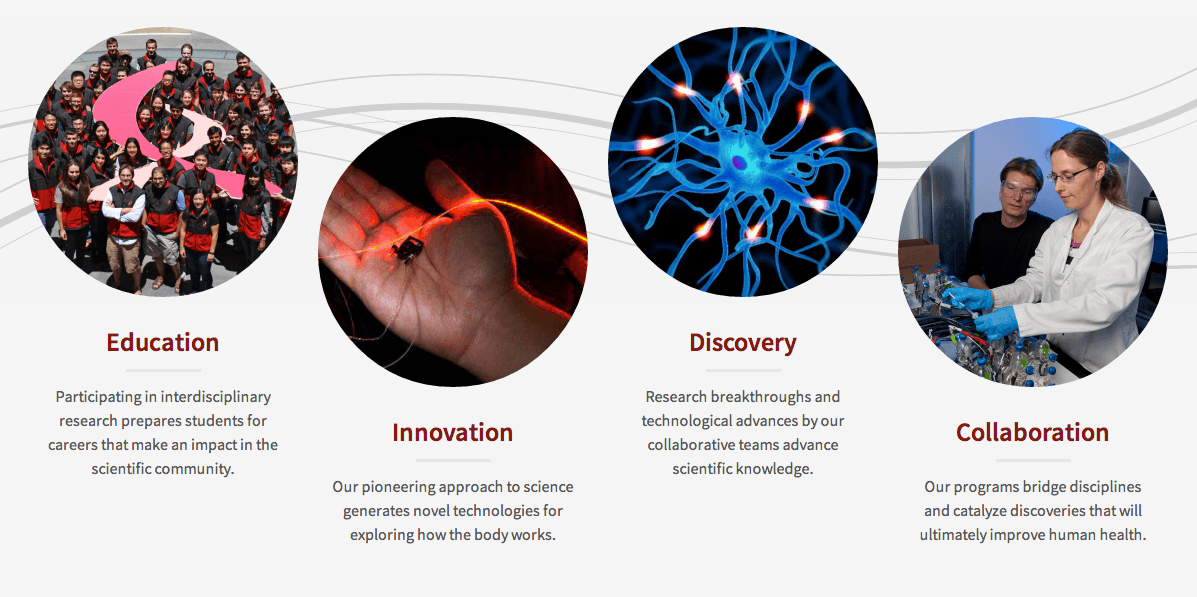 Education
Participating in interdisciplinary
research prepares students for
careers that make an impact in the
scientific community.
Innovation
Our pioneering approach to science
generates novel technologies for
exploring how the body works.
Discovery
Research breakthroughs and
technological advances by our
collaborative teams advance
scientific knowledge.
Collaboration
Our programs bridge disciplines
and catalyze discoveries that will
ultimately improve human health.